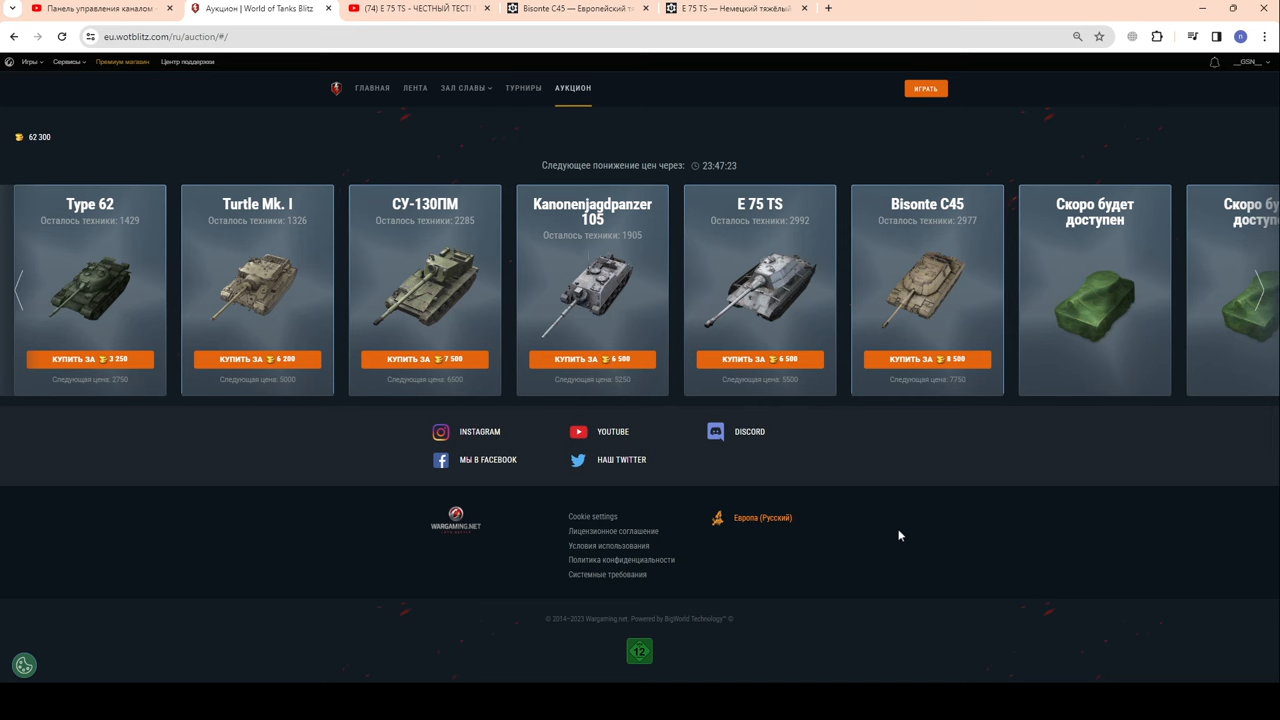 Панель управления каналом
Аукцион | World of Tanks Blitz
(74) E 75 TS - ЧЕСТНЫЙ ТЕСТ!
Bisonte C45 — Европейский тя
E 75 TS — Немецкий тяжёлый
eu.wotblitz.com/ru/auction/#/
n
Игры
Сервисы
Премиум магазин
Центр поддержки
__GSN__
ГЛАВНАЯ
ЛЕНТА
ЗАЛ СЛАВЫ
ТУРНИРЫ
АУКЦИОН
ИГРАТЬ
62 300
Следующее понижение цен через: 23:47:23
Type 62
Осталось техники: 1429
КУПИТЬ ЗА 3 250
Следующая цена: 2750
Turtle Mk. I
Осталось техники: 1326
КУПИТЬ ЗА 6 200
Следующая цена: 5000
СУ-130ПМ
Осталось техники: 2285
КУПИТЬ ЗА 7 500
Следующая цена: 6500
Kanonenjagdpanzer
105
Осталось техники: 1905
КУПИТЬ ЗА 6 500
Следующая цена: 5250
E 75 TS
Осталось техники: 2992
КУПИТЬ ЗА 6 500
Следующая цена: 5500
Bisonte C45
Осталось техники: 2977
КУПИТЬ ЗА 8 500
Следующая цена: 7750
Скоро будет
доступен
Скоро бу
доступ
INSTAGRAM
YOUTUBE
DISCORD
МЫ В FACEBOOK
НАШ TWITTER
WARGAMING.NET
Cookie settings
Лицензионное соглашение
Условия использования
Политика конфиденциальности
Системные требования
Европа (Русский)
© 2014–2023 Wargaming.net. Powered by BigWorld Technology™ ©
12